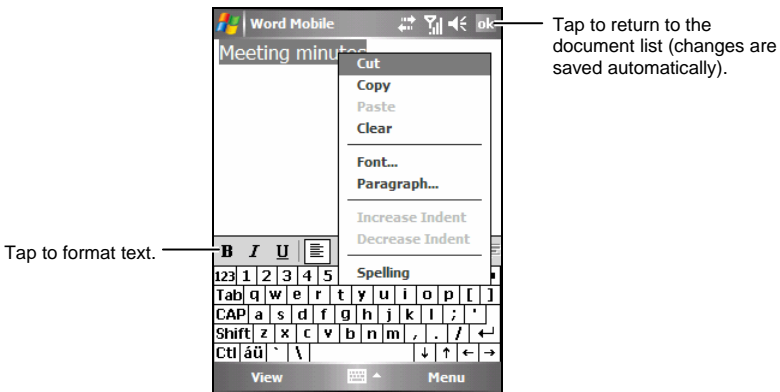 Word Mobile ok
Tap to return to the
document list (changes are
saved automatically).
Meeting minutes
Cut
Copy
Paste
Clear
Font...
Paragraph...
Increase Indent
Decrease Indent
Spelling
Tap to format text.
B I U
123 1 2 3 4 5
Tab q w e r t y u i o p [ ]
CAP a s d f g h j k l ; '
Shift z x c v b n m , . / ↵
Ctl áü ` \ ↓ ↑ ← →
View Menu